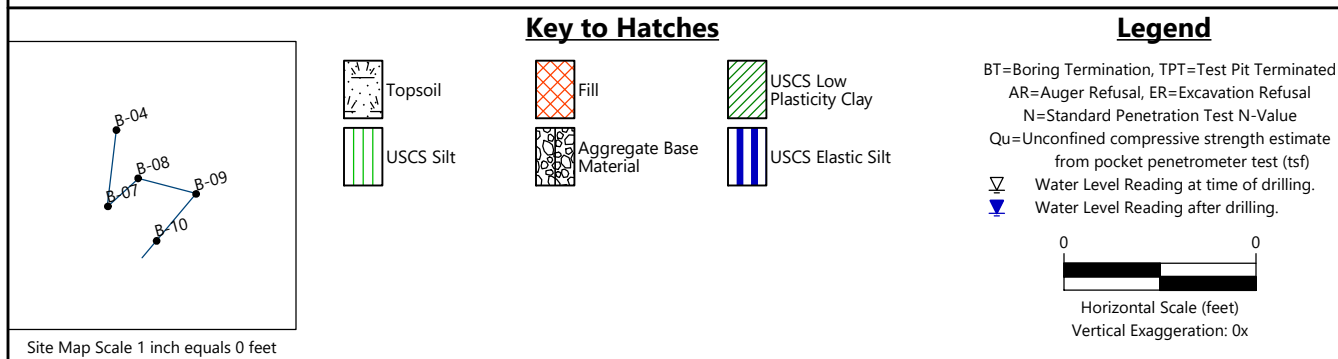 Key to Hatches
Topsoil
Fill
USCS Low
Plasticity Clay
USCS Silt
Aggregate Base
Material
USCS Elastic Silt
Legend
BT=Boring Termination, TPT=Test Pit Terminated
AR=Auger Refusal, ER=Excavation Refusal
N=Standard Penetration Test N-Value
Qu=Unconfined compressive strength estimate
from pocket penetrometer test (tsf)
Water Level Reading at time of drilling.
Water Level Reading after drilling.
0 0
Horizontal Scale (feet)
Vertical Exaggeration: 0x
B-04
B-08
B-09
B-07
B-10
Site Map Scale 1 inch equals 0 feet